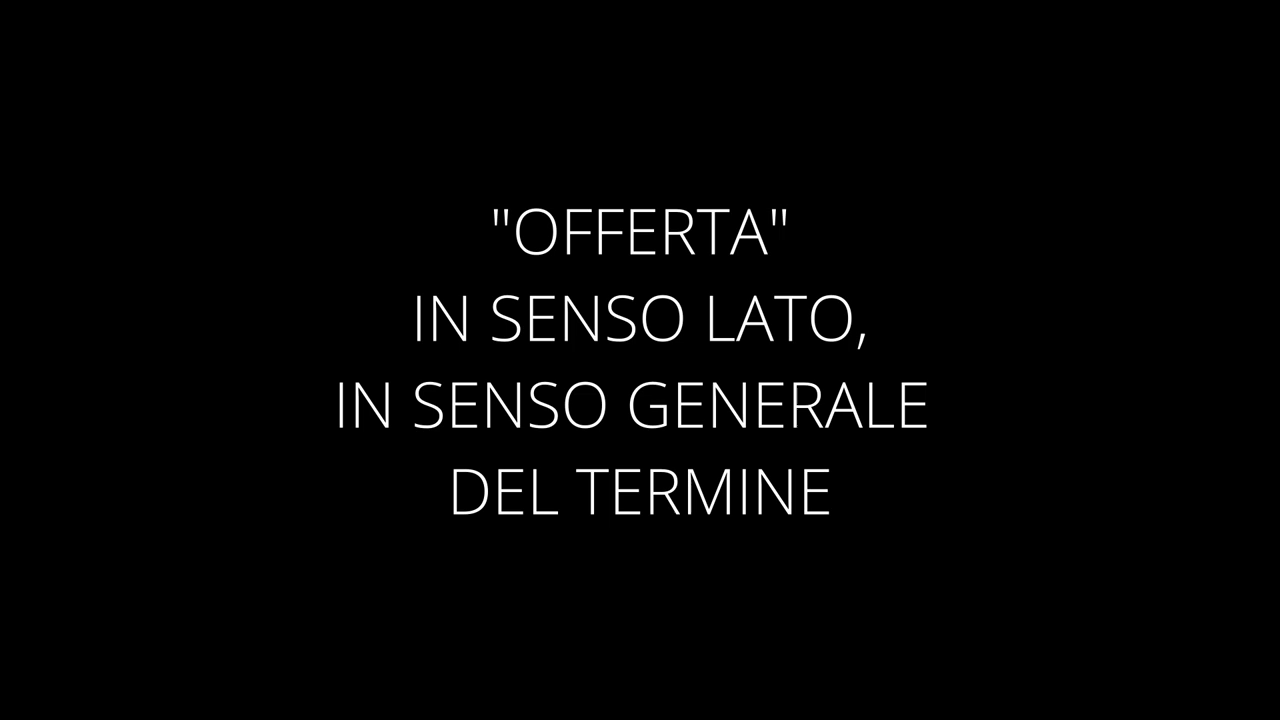 "OFFERTA"
IN SENSO LATO,
IN SENSO GENERALE
DEL TERMINE